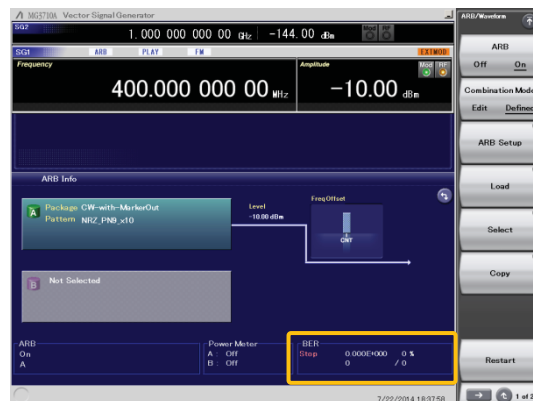 MG3710A Vector Signal Generator
SG2 1. 000 000 000 00 GHz -144. 00 dBm Mod RF
SG1 ARB PLAY FM EXTMOD
Frequency
400.000 000 000 00 MHz
Amplitude
-10.00 dBm
Mod RF
ARB Info
A Package CW-with-MarkerOut
Pattern NRZ_PN9_x10
Level
-10.00 dBm
FreqOffset
CNT
B Not Selected
ARB
On
A
Power Meter
A : Off
B : Off
BER
Stop 0.000E+000 0 %
0 / 0
7/22/2014 18:37:58
ARB/Waveform
ARB
Off On
Combination Mode
Edit Defined
ARB Setup
Load
Select
Copy
Restart
1 of 2